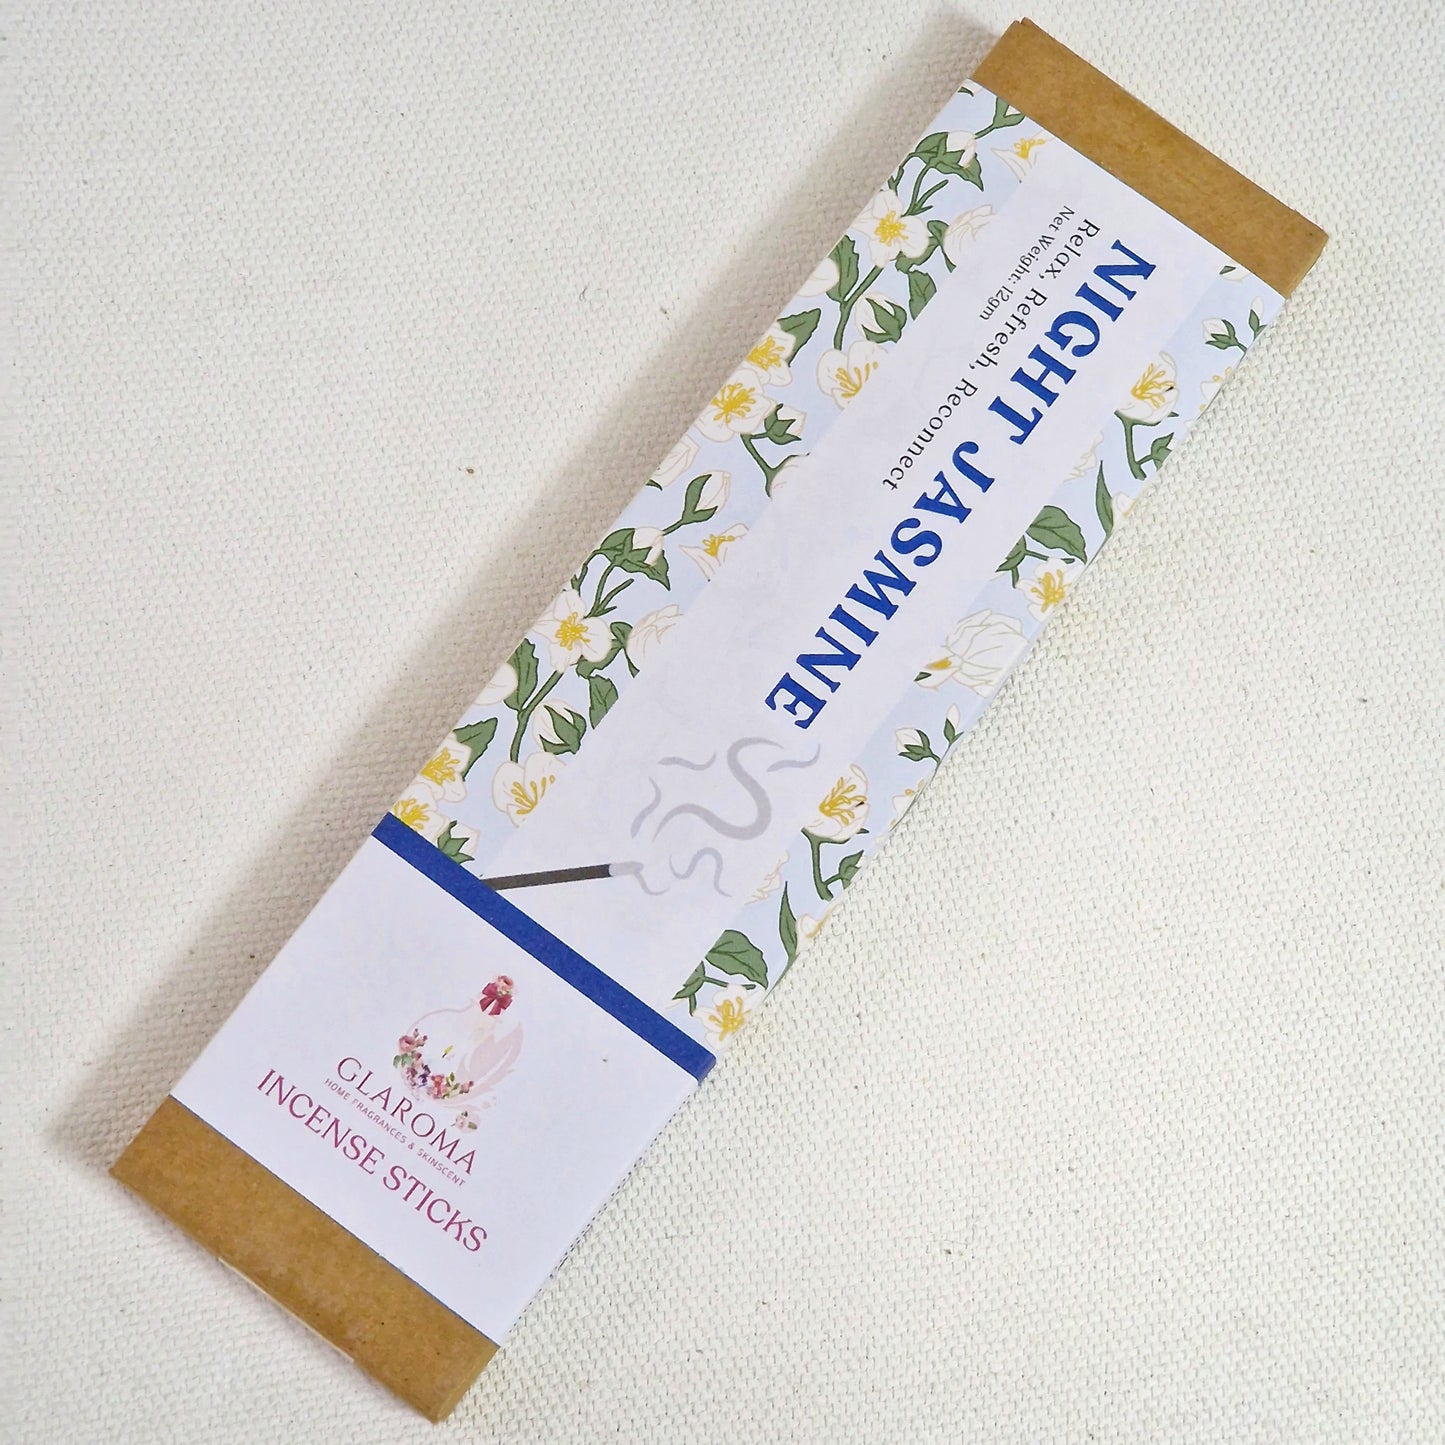 NIGHT JASMINE
Relax, Refresh, Reconnect
Net Weight: 12gm
GLAROMA
HOME FRAGRANCES & SKINSCENT
INCENSE STICKS